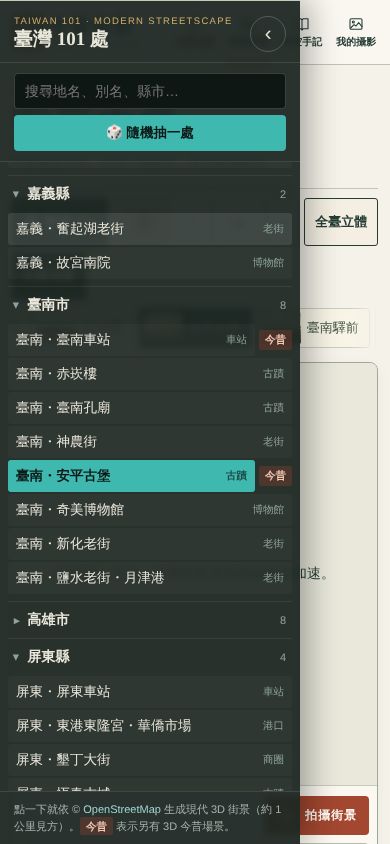 TAIWAN 101 · MODERN STREETSCAPE
臺灣 101 處
‹
搜尋地名、別名、縣市…
🎲 隨機抽一處
▾ 嘉義縣 2
嘉義・奮起湖老街 老街
嘉義・故宮南院 博物館
▾ 臺南市 8
臺南・臺南車站 車站 今昔
臺南・赤崁樓 古蹟
臺南・臺南孔廟 古蹟
臺南・神農街 老街
臺南・安平古堡 古蹟 今昔
臺南・奇美博物館 博物館
臺南・新化老街 老街
臺南・鹽水老街・月津港 老街
▸ 高雄市 8
▾ 屏東縣 4
屏東・屏東車站 車站
屏東・東港東隆宮・華僑市場 港口
屏東・墾丁大街 商圈
點一下就依 © OpenStreetMap 生成現代 3D 街景（約 1
公里見方）。 今昔 表示另有 3D 今昔場景。
手記 我的攝影
全臺立體
臺南驛前
加速。
拍攝街景